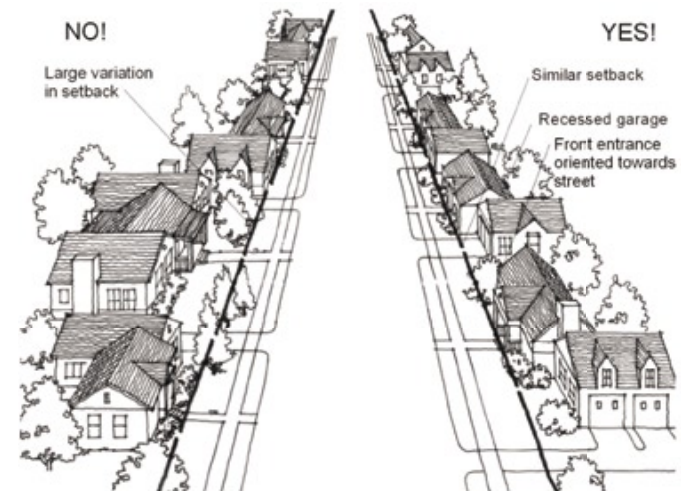 NO!
Large variation
in setback
YES!
Similar setback
Recessed garage
Front entrance
oriented towards
street